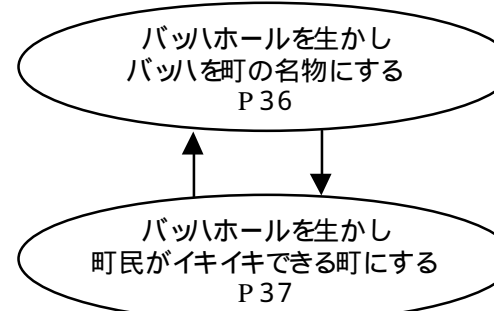 バッハホールを生かし
バッハを町の名物にする
P 36
バッハホールを生かし
町民がイキイキできる町にする
P 37